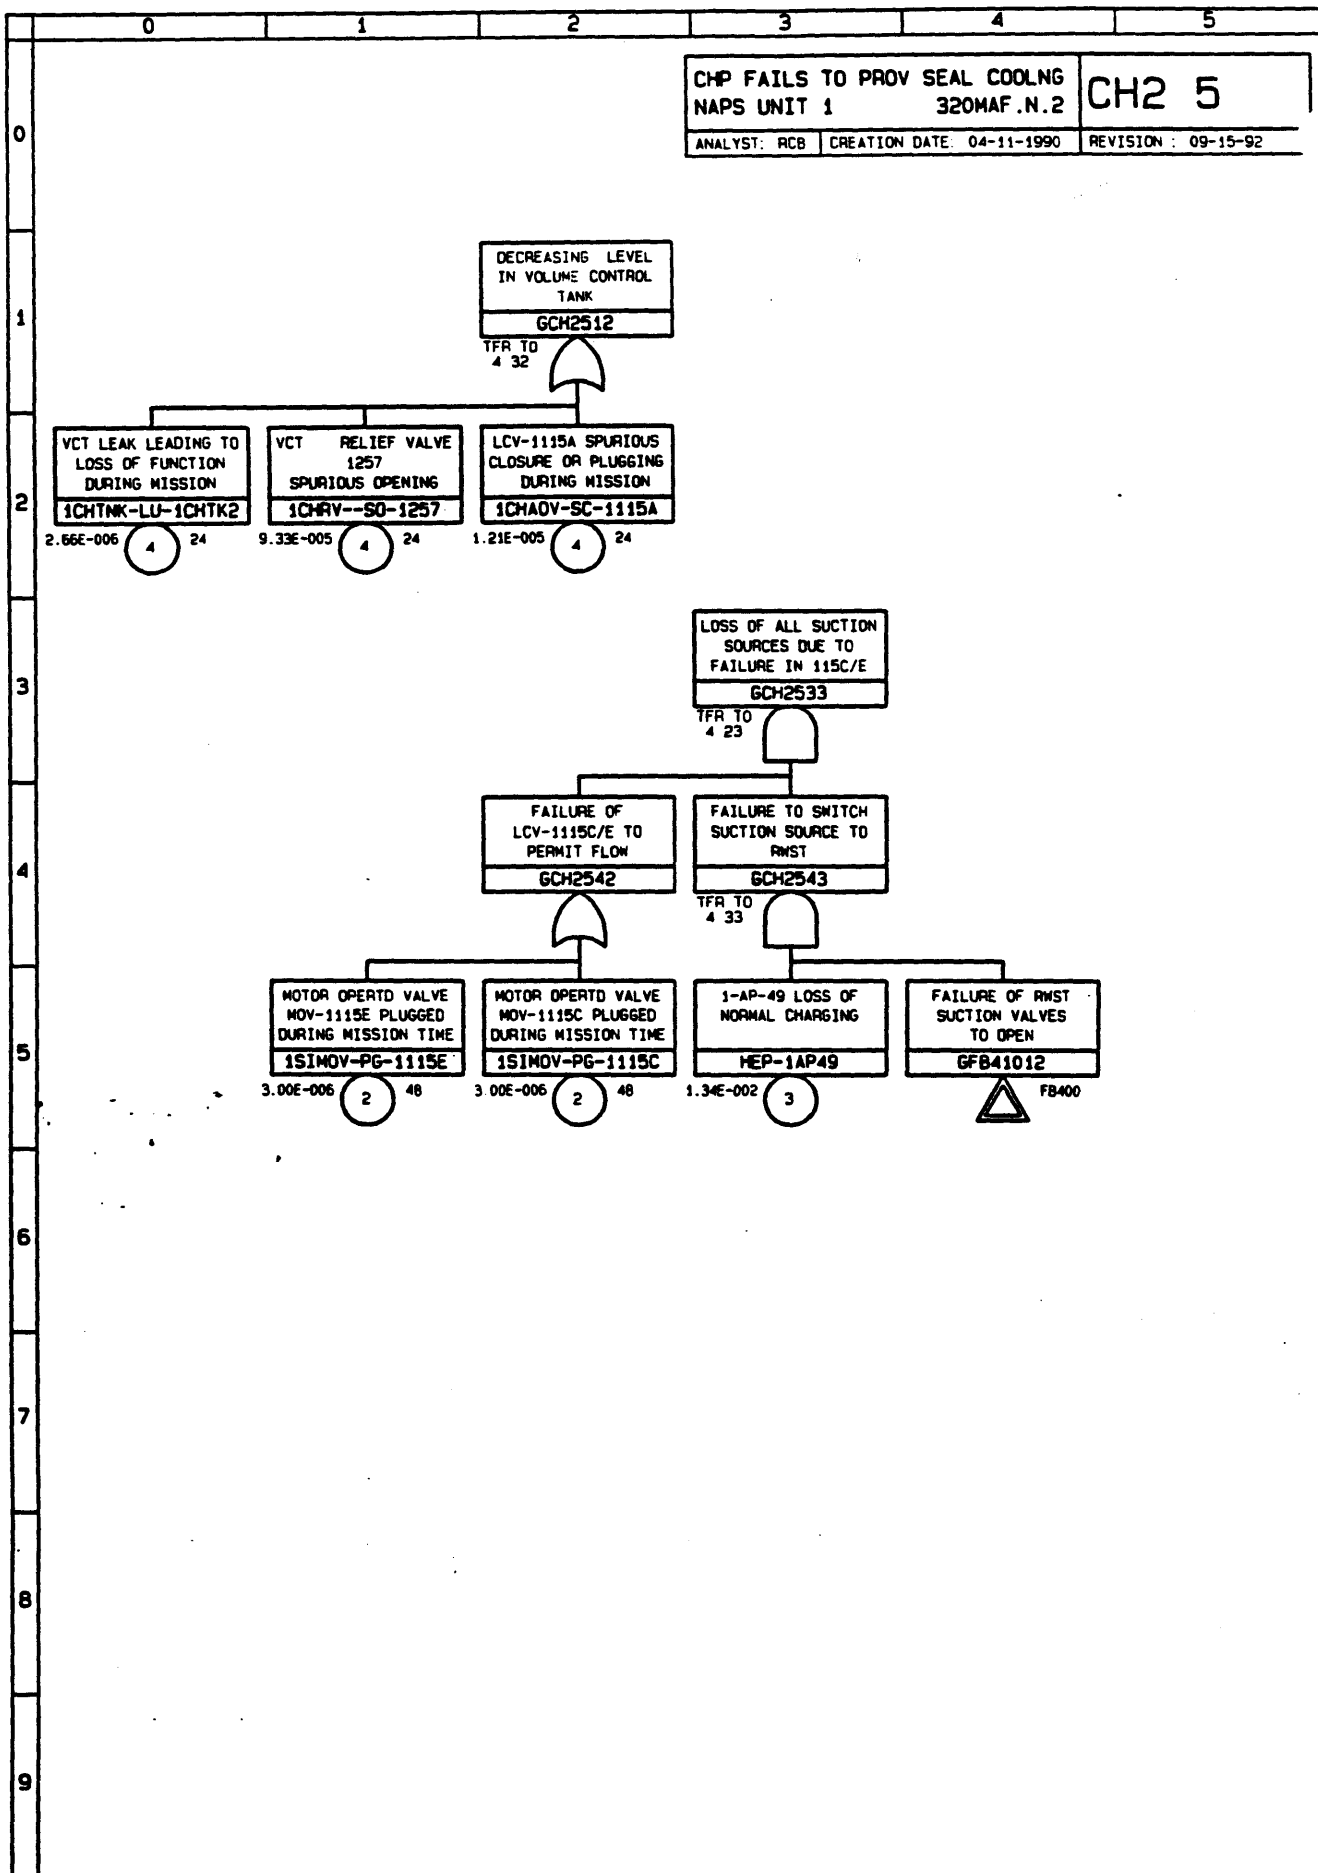 0 1 2 3 4 5
CHP FAILS TO PROV SEAL COOLNG
NAPS UNIT 1 320MAF.N.2
CH2 5
ANALYST: RCB CREATION DATE: 04-11-1990 REVISION : 09-15-92
0
DECREASING LEVEL
IN VOLUME CONTROL
TANK
GCH2512
TFR TO
4 32
1
VCT LEAK LEADING TO
LOSS OF FUNCTION
DURING MISSION
1CHTNK-LU-1CHTK2
2.66E-006 4 24
VCT RELIEF VALVE
1257
SPURIOUS OPENING
1CHRV--SO-1257
9.33E-005 4 24
LCV-1115A SPURIOUS
CLOSURE OR PLUGGING
DURING MISSION
1CHAOV-SC-1115A
1.21E-005 4 24
2
LOSS OF ALL SUCTION
SOURCES DUE TO
FAILURE IN 115C/E
GCH2533
TFR TO
4 23
3
FAILURE OF
LCV-1115C/E TO
PERMIT FLOW
GCH2542
FAILURE TO SWITCH
SUCTION SOURCE TO
RWST
GCH2543
TFR TO
4 33
4
MOTOR OPERTD VALVE
MOV-1115E PLUGGED
DURING MISSION TIME
1SIMOV-PG-1115E
3.00E-006 2 48
MOTOR OPERTD VALVE
MOV-1115C PLUGGED
DURING MISSION TIME
1SIMOV-PG-1115C
3.00E-006 2 48
1-AP-49 LOSS OF
NORMAL CHARGING
HEP-1AP49
1.34E-002 3
FAILURE OF RWST
SUCTION VALVES
TO OPEN
GFB41012
FB400
5
6
7
8
9